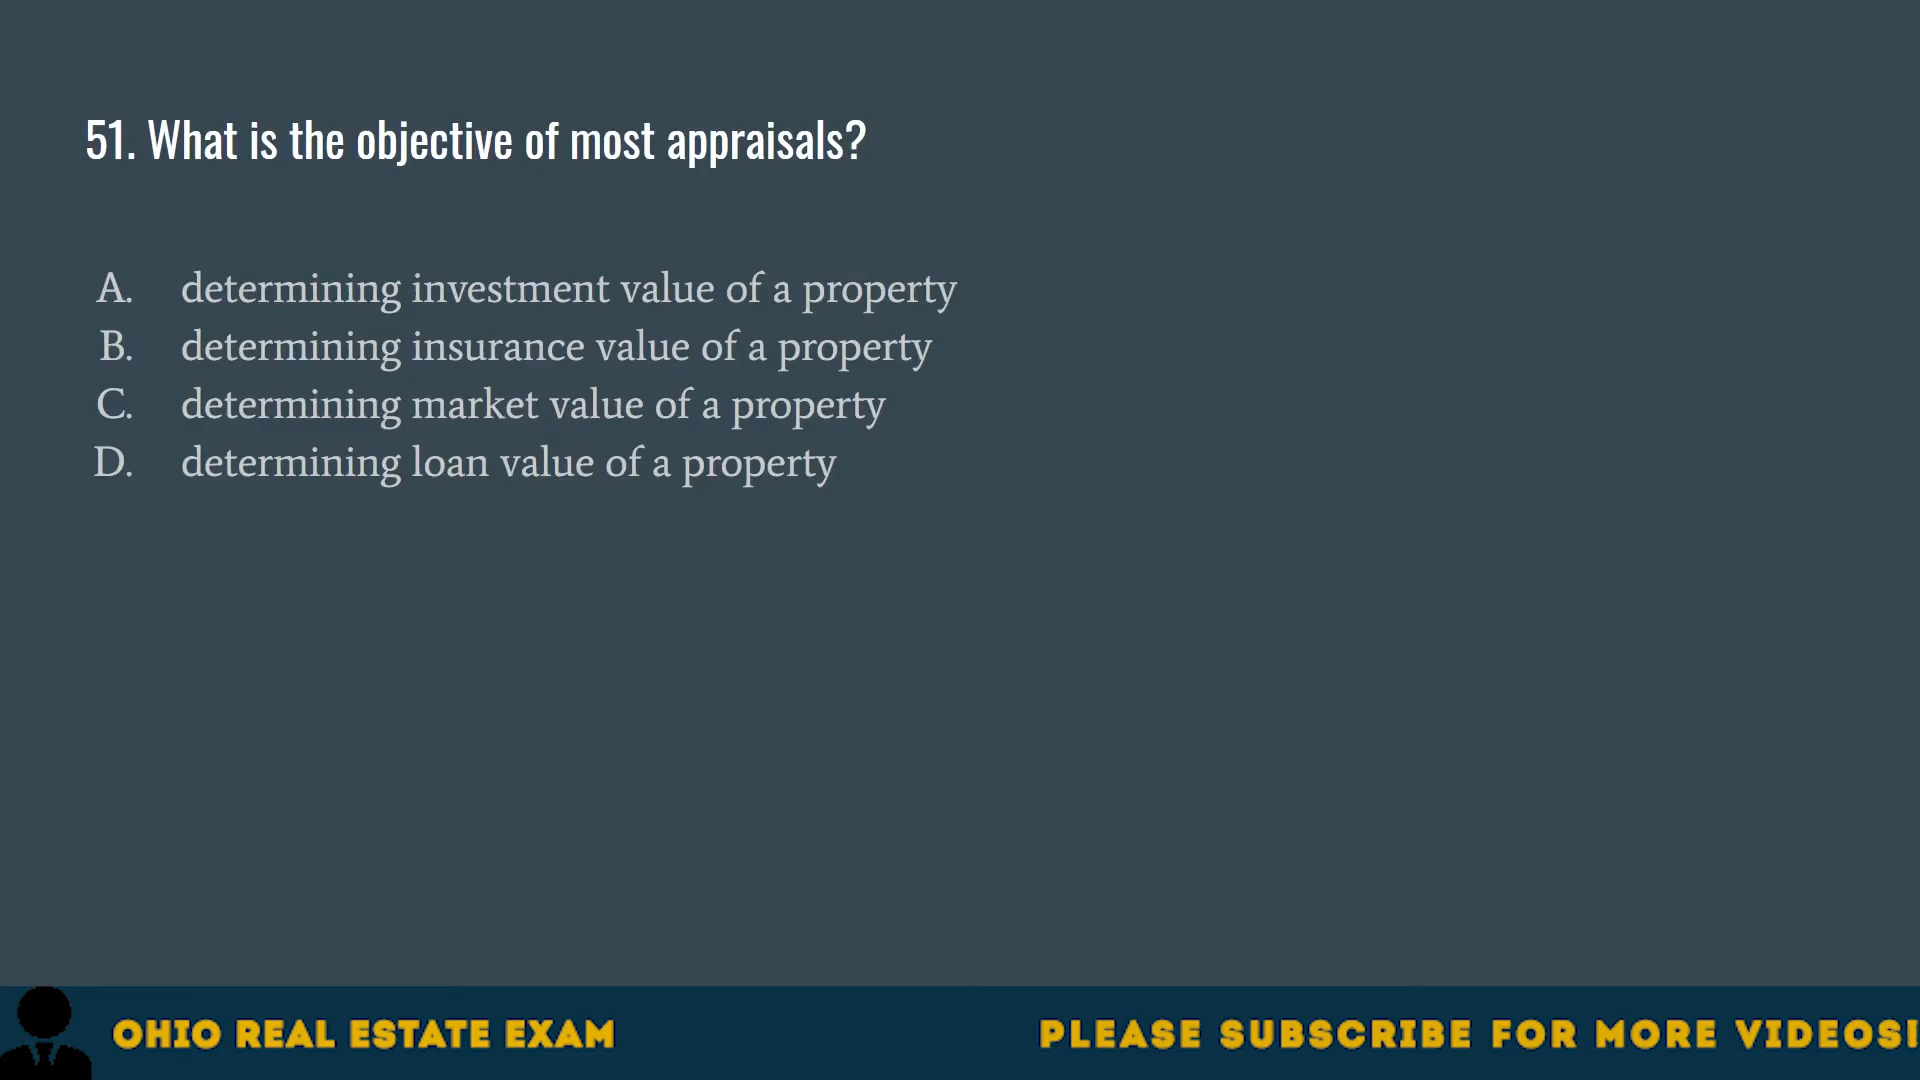 51. What is the objective of most appraisals?
A. determining investment value of a property
B. determining insurance value of a property
C. determining market value of a property
D. determining loan value of a property
OHIO REAL ESTATE EXAM
PLEASE SUBSCRIBE FOR MORE VIDEOS!